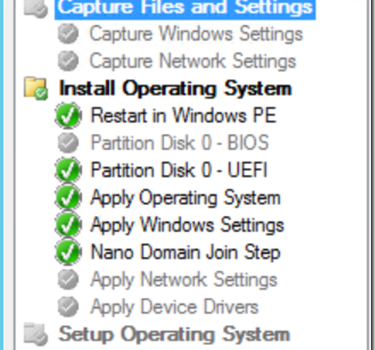 Capture Files and Settings
Capture Windows Settings
Capture Network Settings
Install Operating System
Restart in Windows PE
Partition Disk 0 - BIOS
Partition Disk 0 - UEFI
Apply Operating System
Apply Windows Settings
Nano Domain Join Step
Apply Network Settings
Apply Device Drivers
Setup Operating System